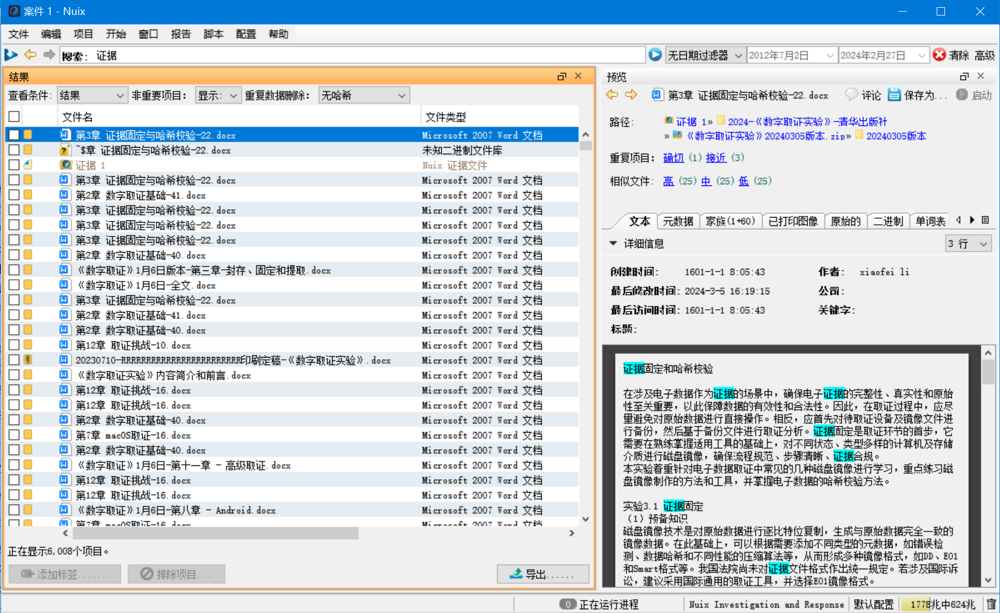 案件 1 - Nuix
文件 编辑 项目 开始 窗口 报告 脚本 配置 帮助
搜索: 证据 无日期过滤器 2012年7月2日 2024年2月27日 清除 高级
结果
查看条件: 结果 非重要项目: 显示: 重复数据删除: 无哈希
文件名 文件类型
第3章 证据固定与哈希校验-22.docx Microsoft 2007 Word 文档
~$章 证据固定与哈希校验-22.docx 未知二进制文件库
证据 1 Nuix 证据文件
第3章 证据固定与哈希校验-22.docx Microsoft 2007 Word 文档
第2章 数字取证基础-41.docx Microsoft 2007 Word 文档
第3章 证据固定与哈希校验-22.docx Microsoft 2007 Word 文档
第3章 证据固定与哈希校验-22.docx Microsoft 2007 Word 文档
第3章 证据固定与哈希校验-22.docx Microsoft 2007 Word 文档
第2章 数字取证基础-40.docx Microsoft 2007 Word 文档
《数字取证》1月6日版本-第三章-封存、固定和提取.docx Microsoft 2007 Word 文档
《数字取证》1月6日-全文.docx Microsoft 2007 Word 文档
第3章 证据固定与哈希校验-22.docx Microsoft 2007 Word 文档
第2章 数字取证基础-41.docx Microsoft 2007 Word 文档
第2章 数字取证基础-40.docx Microsoft 2007 Word 文档
第12章 取证挑战-10.docx Microsoft 2007 Word 文档
20230710-RRRRRRRRRRRRRRRRRRRRRRRR印刷定稿-《数字取证实验》.docx Microsoft 2007 Word 文档
《数字取证实验》内容简介和前言.docx Microsoft 2007 Word 文档
第12章 取证挑战-16.docx Microsoft 2007 Word 文档
第12章 取证挑战-16.docx Microsoft 2007 Word 文档
第2章 数字取证基础-40.docx Microsoft 2007 Word 文档
第7章 macOS取证-16.docx Microsoft 2007 Word 文档
第2章 数字取证基础-40.docx Microsoft 2007 Word 文档
《数字取证》1月6日-第十一章 - 高级取证.docx Microsoft 2007 Word 文档
第12章 取证挑战-16.docx Microsoft 2007 Word 文档
第12章 取证挑战-16.docx Microsoft 2007 Word 文档
《数字取证》1月6日-第八章 - Android.docx Microsoft 2007 Word 文档
第7章 macOS取证-16.docx Microsoft 2007 Word 文档
正在显示6,008个项目。
添加标签...... 排除项目... 导出......
预览
第3章 证据固定与哈希校验-22.docx 评论 保存为... 启动
路径: 证据 1» 2024-《数字取证实验》-清华出版社
» 《数字取证实验》20240305版本.zip» 20240305版本
重复项目: 确切 (1) 接近 (3)
相似文件: 高 (25) 中 (25) 低 (25)
文本 元数据 家族(1+60) 已打印图像 原始的 二进制 单词表
详细信息 3 行
创建时间: 1601-1-1 8:05:43 作者: xiaofei li
最后修改时间: 2024-3-5 16:19:15 公司:
最后访问时间: 1601-1-1 8:05:43 关键字:
标题:
证据固定和哈希校验
在涉及电子数据作为证据的场景中，确保电子证据的完整性、真实性和原始
性至关重要，以此保障数据的有效性和合法性。因此，在取证过程中，应尽
量避免对原始数据进行直接操作。相反，应首先对待取证设备及镜像文件进
行备份，然后基于备份文件进行取证分析。证据固定是取证环节的首步，它
需要在熟练掌握适用工具的基础上，对不同状态、类型多样的计算机及存储
介质进行磁盘镜像，确保流程规范、步骤清晰、证据合规。
本实验着重针对电子数据取证中常见的几种磁盘镜像进行学习，重点练习磁
盘镜像制作的方法和工具，并掌握电子数据的哈希校验方法。
实验3.1 证据固定
（1）预备知识
磁盘镜像技术是对原始数据进行逐比特位复制，生成与原始数据完全一致的
镜像数据。在此基础上，可以根据需要添加不同类型的元数据，如错误检
测、数据哈希和不同性能的压缩算法等，从而形成多种镜像格式，如DD、E01
和Smart格式等。我国法院尚未对证据文件格式作出统一规定。若涉及国际诉
讼，建议采用国际通用的取证工具，并选择E01镜像格式。
0 正在运行进程 Nuix Investigation and Response 默认配置 1778兆中624兆